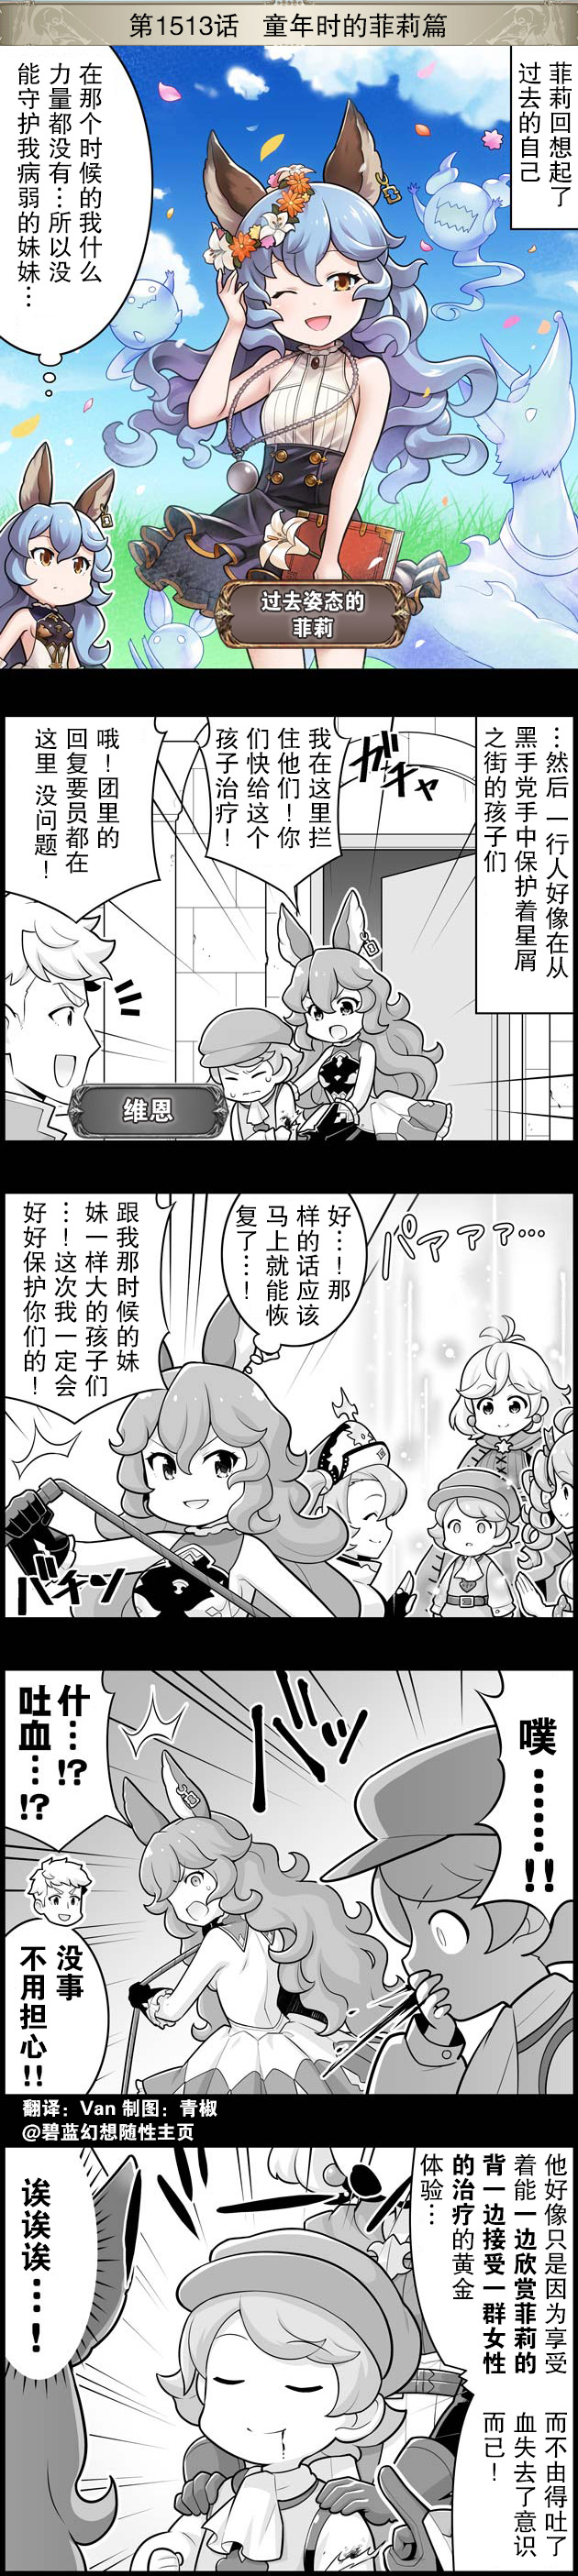 第1513话　童年时的菲莉篇
菲莉回想起了
过去的自己
在那个时候的我什么
力量都没有…所以没
能守护我病弱的妹妹…
过去姿态的
菲莉
…然后 一行人好像在从
黑手党手中保护着星屑
之街的孩子们
ガチャ
我在这里拦
住他们！你
们快给这个
孩子治疗！
哦！团里的
回复要员都在
这里 没问题！
维恩
パアアア…
好…！那
样的话应该
马上就能恢
复了…！
跟我那时候的妹
妹一样大的孩子们
…！这次我一定会
好好保护你们的！
バチン
噗……!!
バッ
什…!?
吐血…!?
没事
不用担心!!
翻译：Van 制图：青椒
@碧蓝幻想随性主页
他好像只是因为享受
着能一边欣赏菲莉的
背一边接受一群女性
的治疗的黄金
体验…
而不由得吐了
血失去了意识
而已！
诶诶诶…！